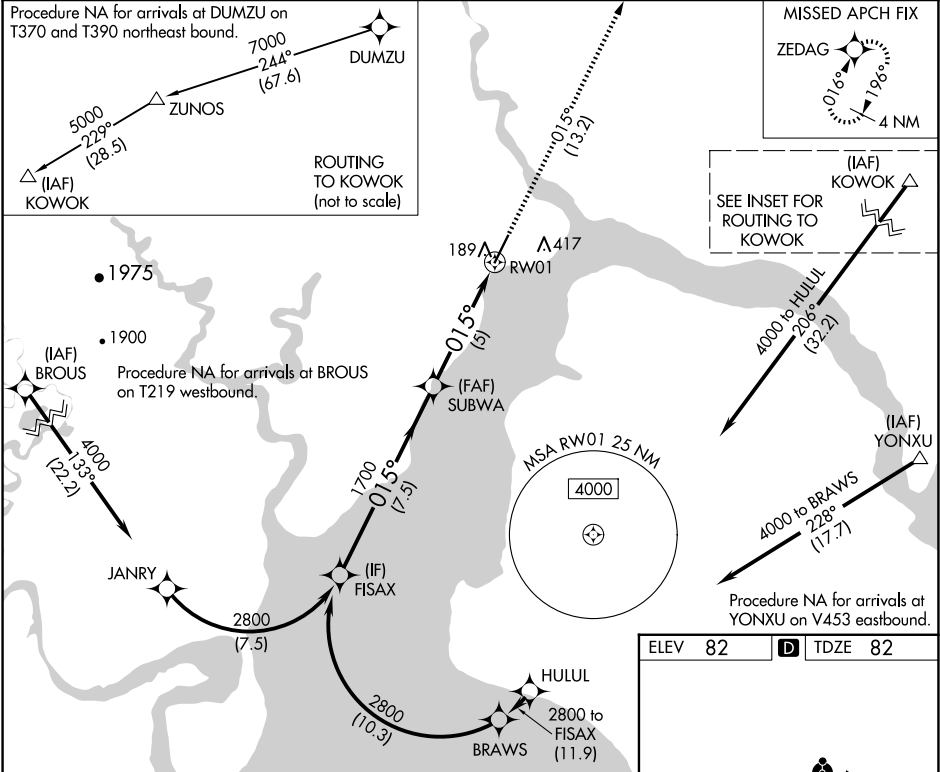 Procedure NA for arrivals at DUMZU on
T370 and T390 northeast bound.
7000
244°
(67.6)
DUMZU
ZUNOS
5000
229°
(28.5)
(IAF)
KOWOK
ROUTING
TO KOWOK
(not to scale)
MISSED APCH FIX
ZEDAG
016°
196°
4 NM
015°
(13.2)
(IAF)
KOWOK
SEE INSET FOR
ROUTING TO
KOWOK
4000 to HULUL
206°
(32.2)
189
417
RW01
1975
1900
(IAF)
BROUS
Procedure NA for arrivals at BROUS
on T219 westbound.
4000
133°
(22.2)
015°
(5)
(FAF)
SUBWA
1700
015°
(7.5)
MSA RW01 25 NM
4000
(IAF)
YONXU
4000 to BRAWS
228°
(17.7)
Procedure NA for arrivals at
YONXU on V453 eastbound.
JANRY
(IF)
FISAX
2800
(7.5)
2800
(10.3)
HULUL
BRAWS
2800 to
FISAX
(11.9)
ELEV 82 D TDZE 82